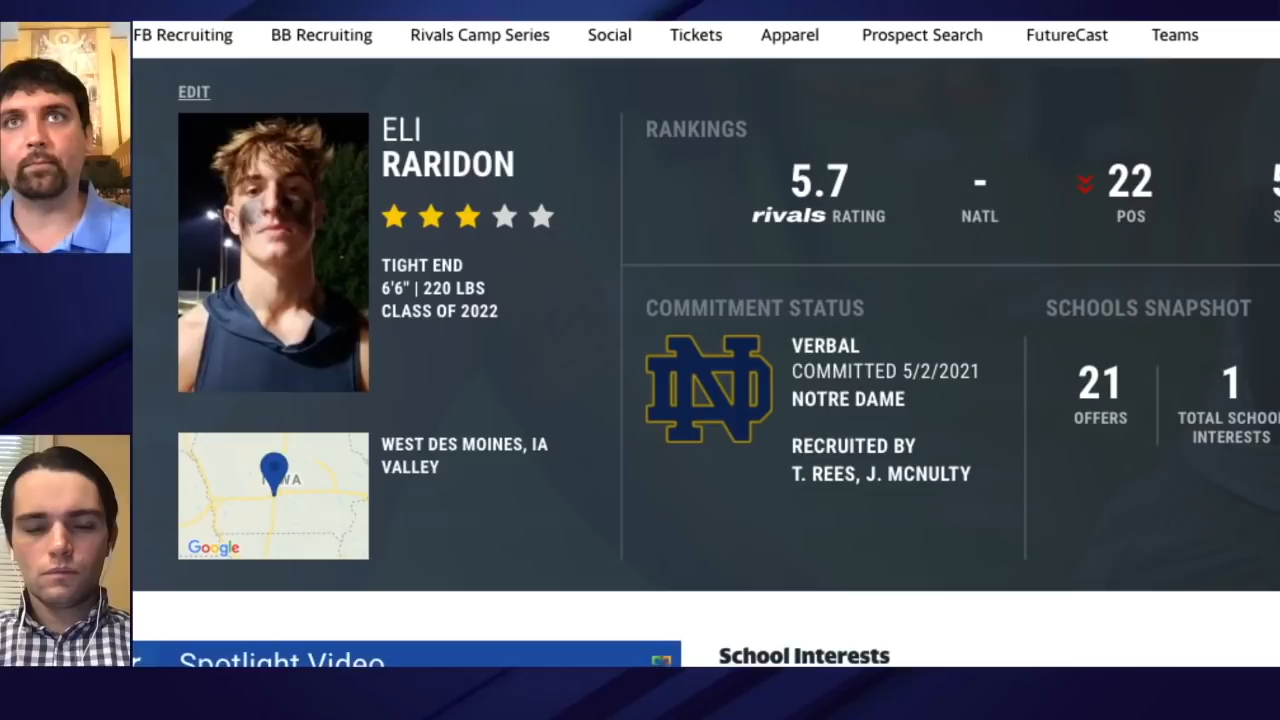 FB Recruiting BB Recruiting Rivals Camp Series Social Tickets Apparel Prospect Search FutureCast Teams
EDIT
ELI
RARIDON
TIGHT END
6'6" | 220 LBS
CLASS OF 2022
WEST DES MOINES, IA
VALLEY
Google
RANKINGS
5.7
rivals RATING
-
NATL
22
POS
COMMITMENT STATUS
ND
VERBAL
COMMITTED 5/2/2021
NOTRE DAME
RECRUITED BY
T. REES, J. MCNULTY
SCHOOLS SNAPSHOT
21
OFFERS
1
TOTAL SCHOO
INTERESTS
Spotlight Video
School Interests